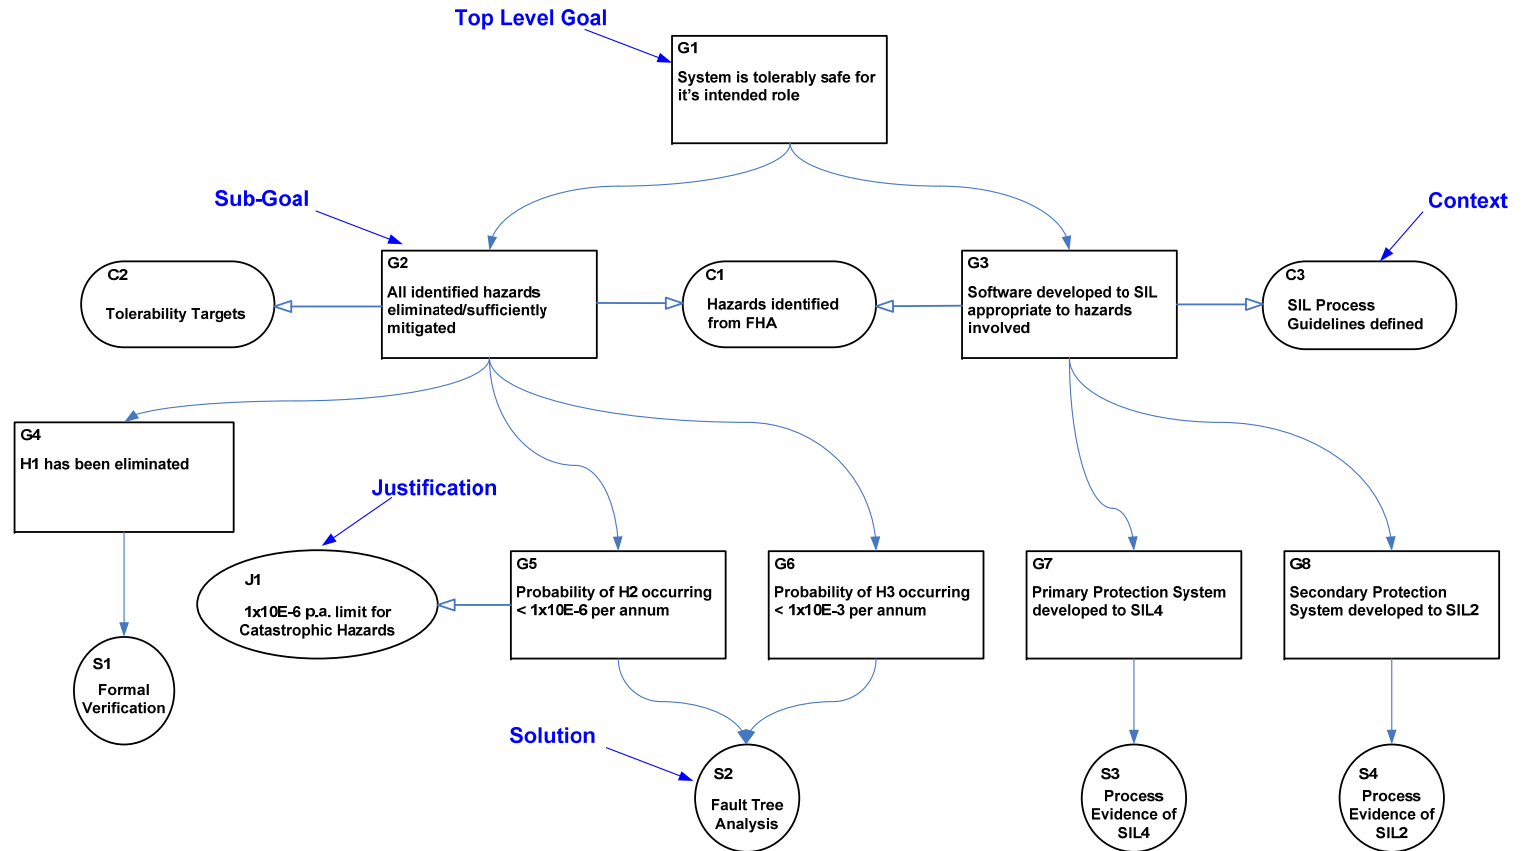 Top Level Goal
G1
System is tolerably safe for
it's intended role
Sub-Goal
Context
C2
Tolerability Targets
G2
All identified hazards
eliminated/sufficiently
mitigated
C1
Hazards identified
from FHA
G3
Software developed to SIL
appropriate to hazards
involved
C3
SIL Process
Guidelines defined
G4
H1 has been eliminated
Justification
J1
1x10E-6 p.a. limit for
Catastrophic Hazards
G5
Probability of H2 occurring
< 1x10E-6 per annum
G6
Probability of H3 occurring
< 1x10E-3 per annum
G7
Primary Protection System
developed to SIL4
G8
Secondary Protection
System developed to SIL2
S1
Formal
Verification
Solution
S2
Fault Tree
Analysis
S3
Process
Evidence of
SIL4
S4
Process
Evidence of
SIL2